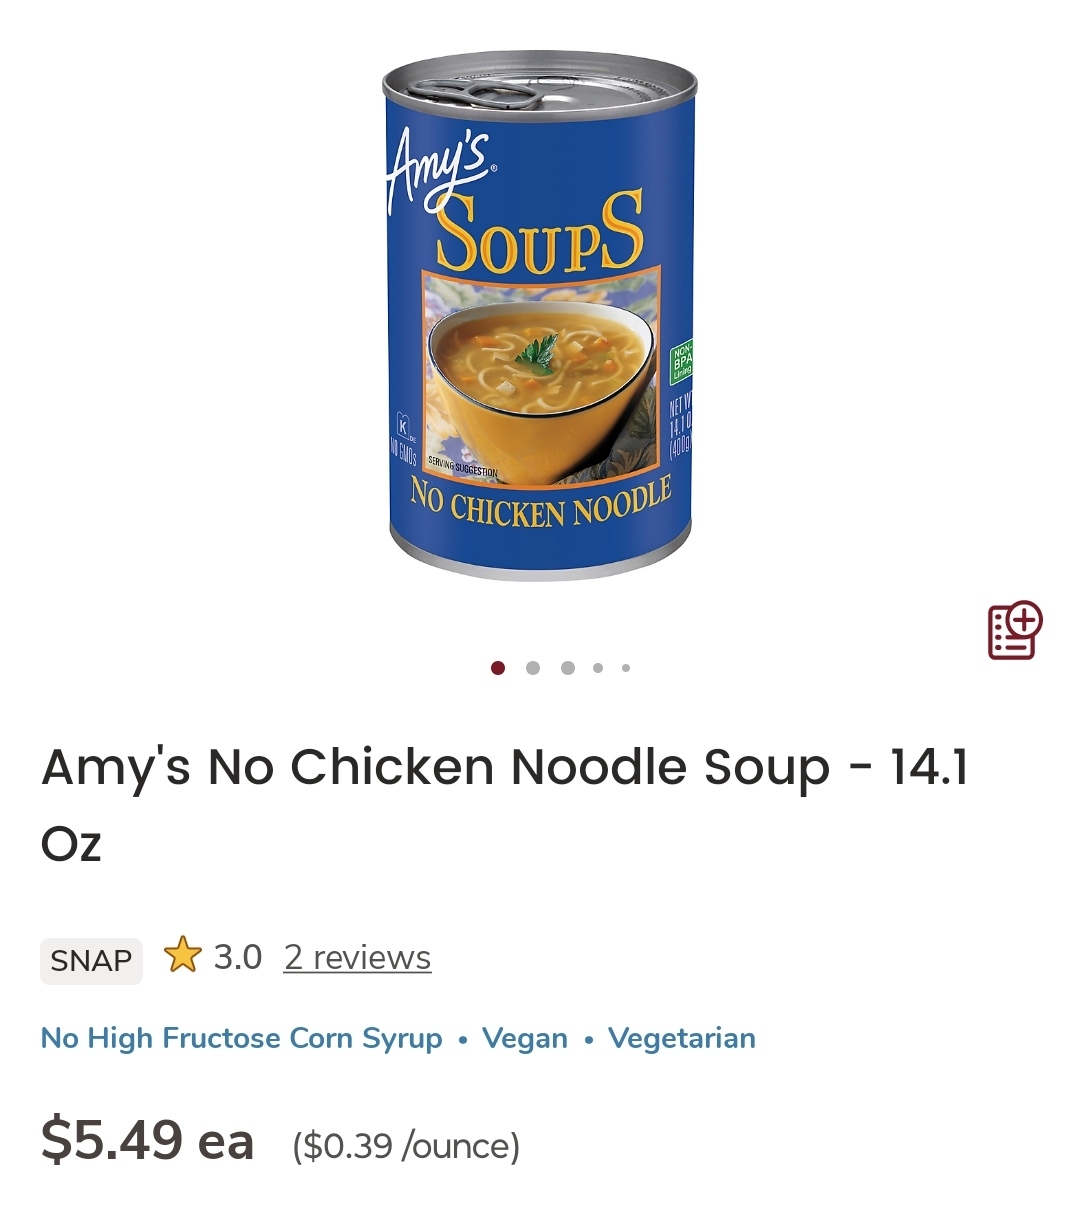 Amy's®
SOUPS
NON-
BPA
Lining
K DE
NO GMOs
NET W
14.1 O
(400g
SERVING SUGGESTION
NO CHICKEN NOODLE
Amy's No Chicken Noodle Soup - 14.1
Oz
SNAP 3.0 2 reviews
No High Fructose Corn Syrup • Vegan • Vegetarian
$5.49 ea ($0.39 /ounce)